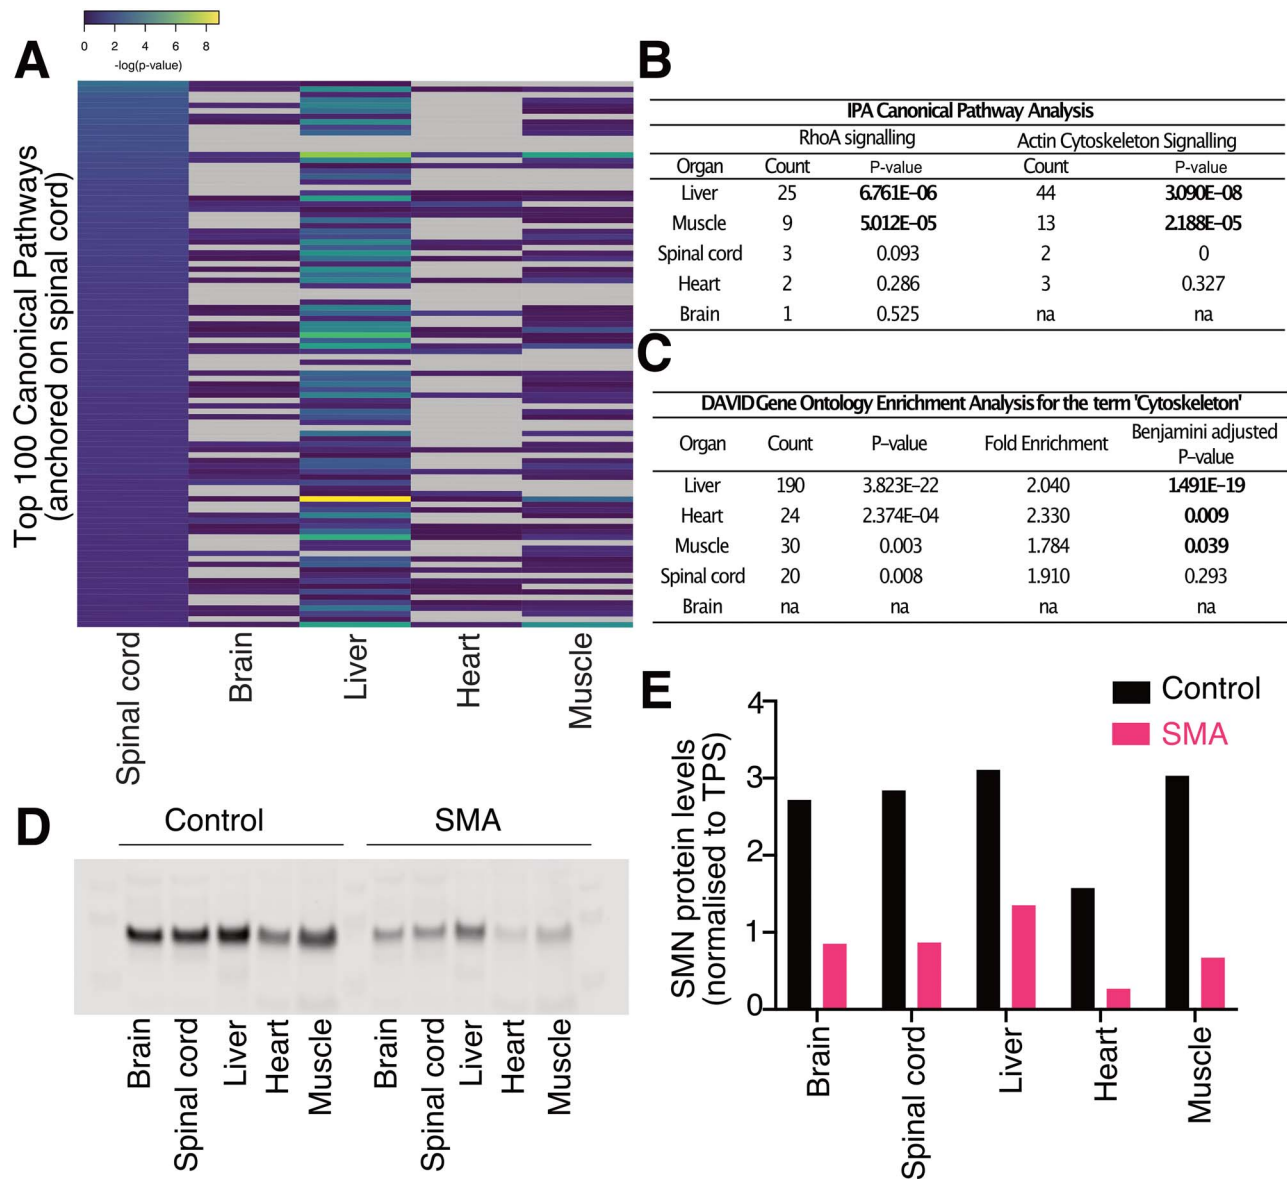 0 2 4 6 8
-log(p-value)
A
Top 100 Canonical Pathways
(anchored on spinal cord)
Spinal cord
Brain
Liver
Heart
Muscle
B
IPA Canonical Pathway Analysis
RhoA signalling Actin Cytoskeleton Signalling
Organ Count P-value Count P-value
Liver 25 6.761E–06 44 3.090E–08
Muscle 9 5.012E–05 13 2.188E–05
Spinal cord 3 0.093 2 0
Heart 2 0.286 3 0.327
Brain 1 0.525 na na
C
DAVID Gene Ontology Enrichment Analysis for the term 'Cytoskeleton'
Organ Count P–value Fold Enrichment Benjamini adjusted
P–value
Liver 190 3.823E–22 2.040 1.491E–19
Heart 24 2.374E–04 2.330 0.009
Muscle 30 0.003 1.784 0.039
Spinal cord 20 0.008 1.910 0.293
Brain na na na na
D
Control SMA
Brain
Spinal cord
Liver
Heart
Muscle
Brain
Spinal cord
Liver
Heart
Muscle
E
Control
SMA
SMN protein levels
(normalised to TPS)
4
3
2
1
0
Brain
Spinal cord
Liver
Heart
Muscle